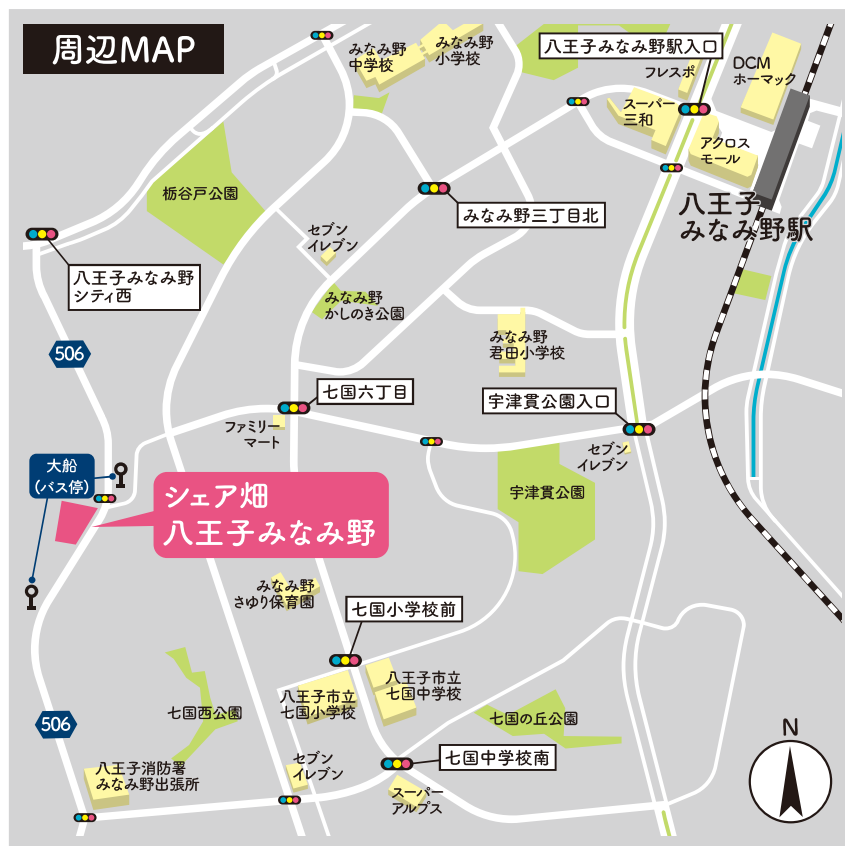 周辺MAP
みなみ野
中学校
みなみ野
小学校
八王子みなみ野駅入口
フレスポ
DCM
ホーマック
スーパー
三和
アクロス
モール
栃谷戸公園
みなみ野三丁目北
八王子
みなみ野駅
セブン
イレブン
八王子みなみ野
シティ西
みなみ野
かしのき公園
みなみ野
君田小学校
506
七国六丁目
宇津貫公園入口
ファミリー
マート
セブン
イレブン
大船
(バス停)
シェア畑
八王子みなみ野
宇津貫公園
みなみ野
さゆり保育園
七国小学校前
八王子市立
七国小学校
八王子市立
七国中学校
七国西公園
七国の丘公園
506
N
七国中学校南
八王子消防署
みなみ野出張所
セブン
イレブン
スーパー
アルプス